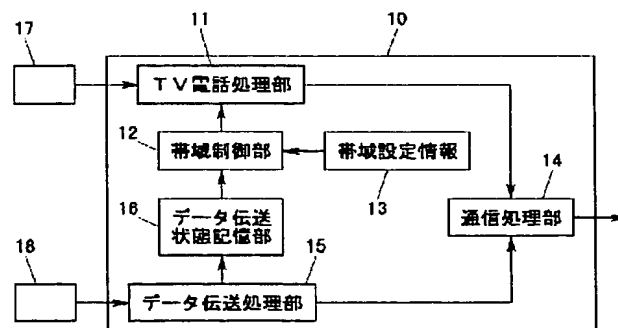 17
11
10
TV電話処理部
12
帯域制御部
帯域設定情報
13
14
通信処理部
16
データ伝送
状態記憶部
18
15
データ伝送処理部